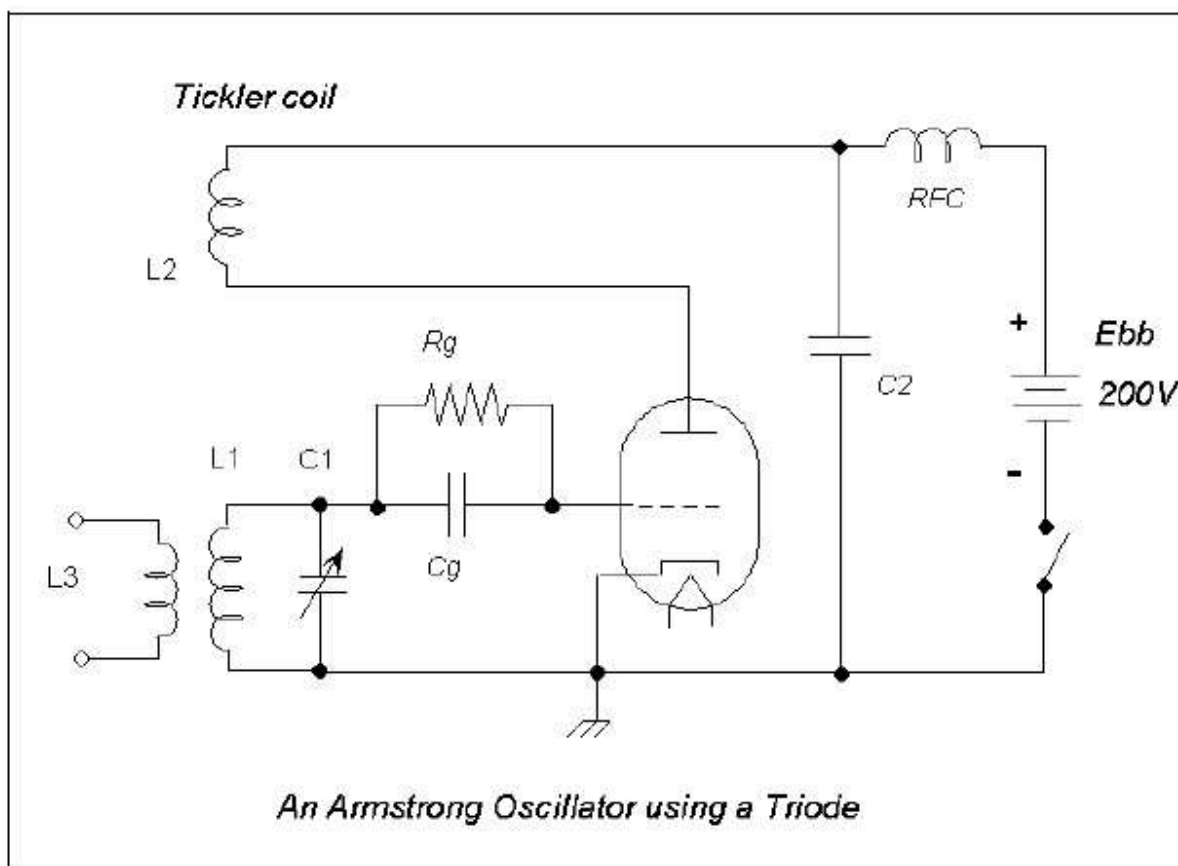 Tickler coil
RFC
L2
+
Ebb
Rg
C2
200V
L1
C1
-
Cg
L3
An Armstrong Oscillator using a Triode